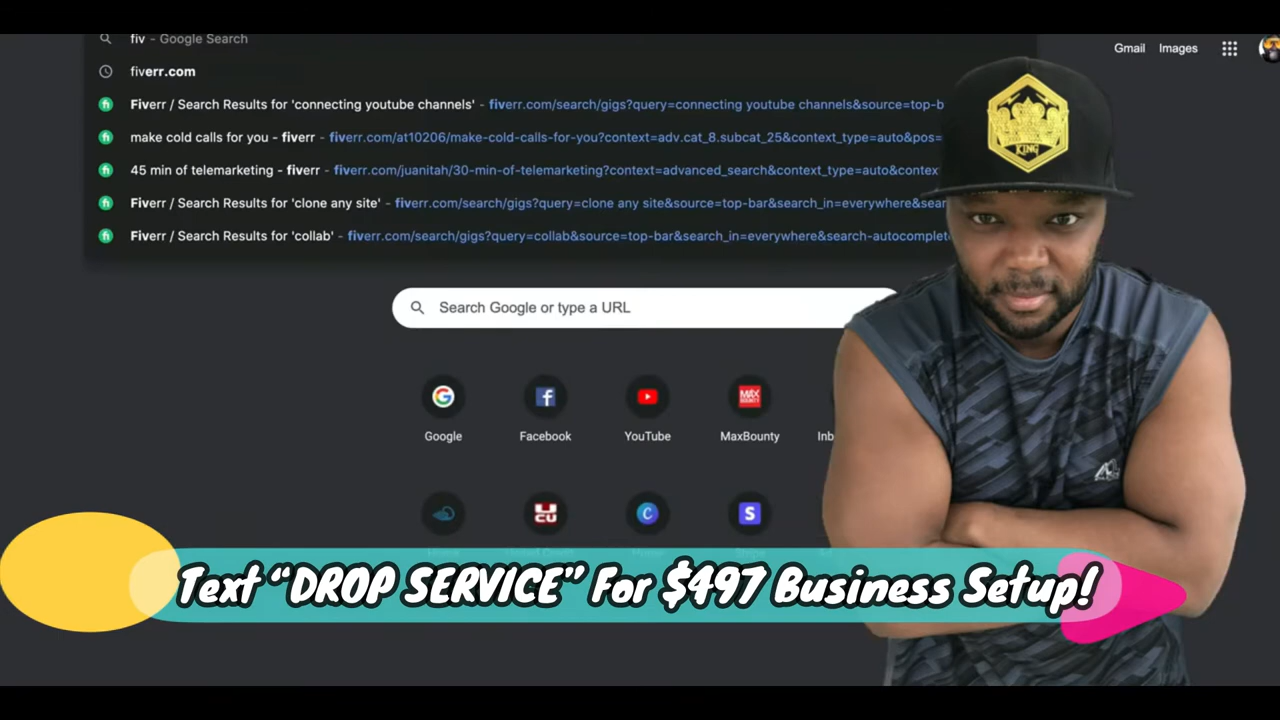 fiv - Google Search
Gmail Images
fiverr.com
Fiverr / Search Results for 'connecting youtube channels' - fiverr.com/search/gigs?query=connecting youtube channels&source=top-b
make cold calls for you - fiverr - fiverr.com/at10206/make-cold-calls-for-you?context=adv.cat_8.subcat_25&context_type=auto&pos=
45 min of telemarketing - fiverr - fiverr.com/juanitah/30-min-of-telemarketing?context=advanced_search&context_type=auto&contex
Fiverr / Search Results for 'clone any site' - fiverr.com/search/gigs?query=clone any site&source=top-bar&search_in=everywhere&sear
Fiverr / Search Results for 'collab' - fiverr.com/search/gigs?query=collab&source=top-bar&search_in=everywhere&search-autocomplet
KING
Search Google or type a URL
MAX BOUNTY
Google Facebook YouTube MaxBounty Inb
Text “DROP SERVICE” For $497 Business Setup!